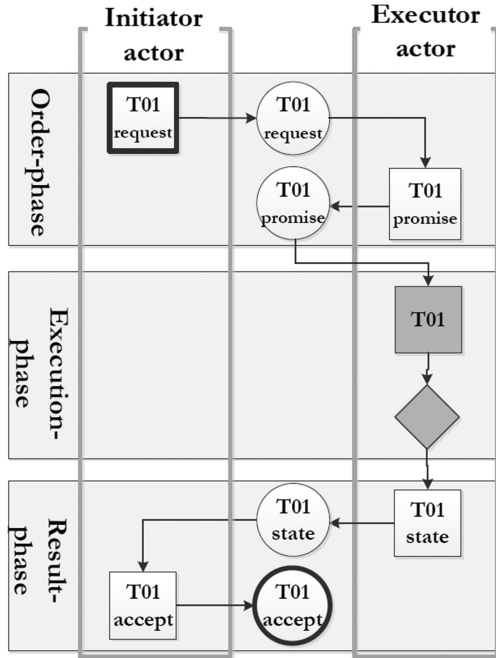 Initiator
actor
Executor
actor
Order-phase
T01
request
T01
request
T01
promise
T01
promise
Execution-
phase
T01
Result-
phase
T01
state
T01
state
T01
accept
T01
accept